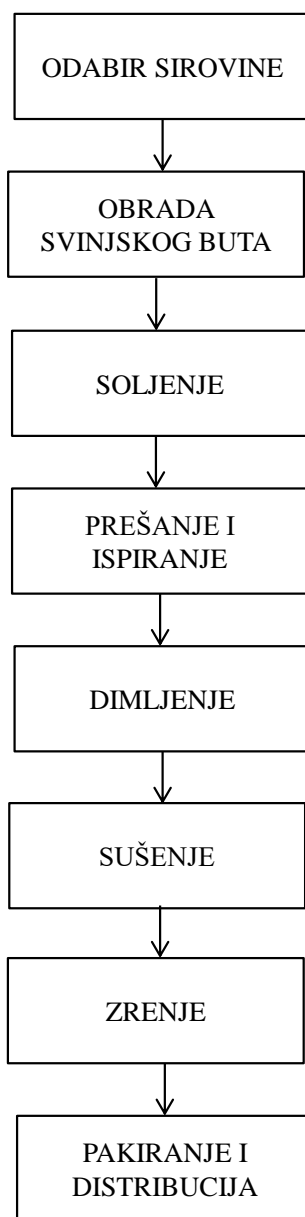 ODABIR SIROVINE
OBRADA
SVINJSKOG BUTA
SOLJENJE
PREŠANJE I
ISPIRANJE
DIMLJENJE
SUŠENJE
ZRENJE
PAKIRANJE I
DISTRIBUCIJA